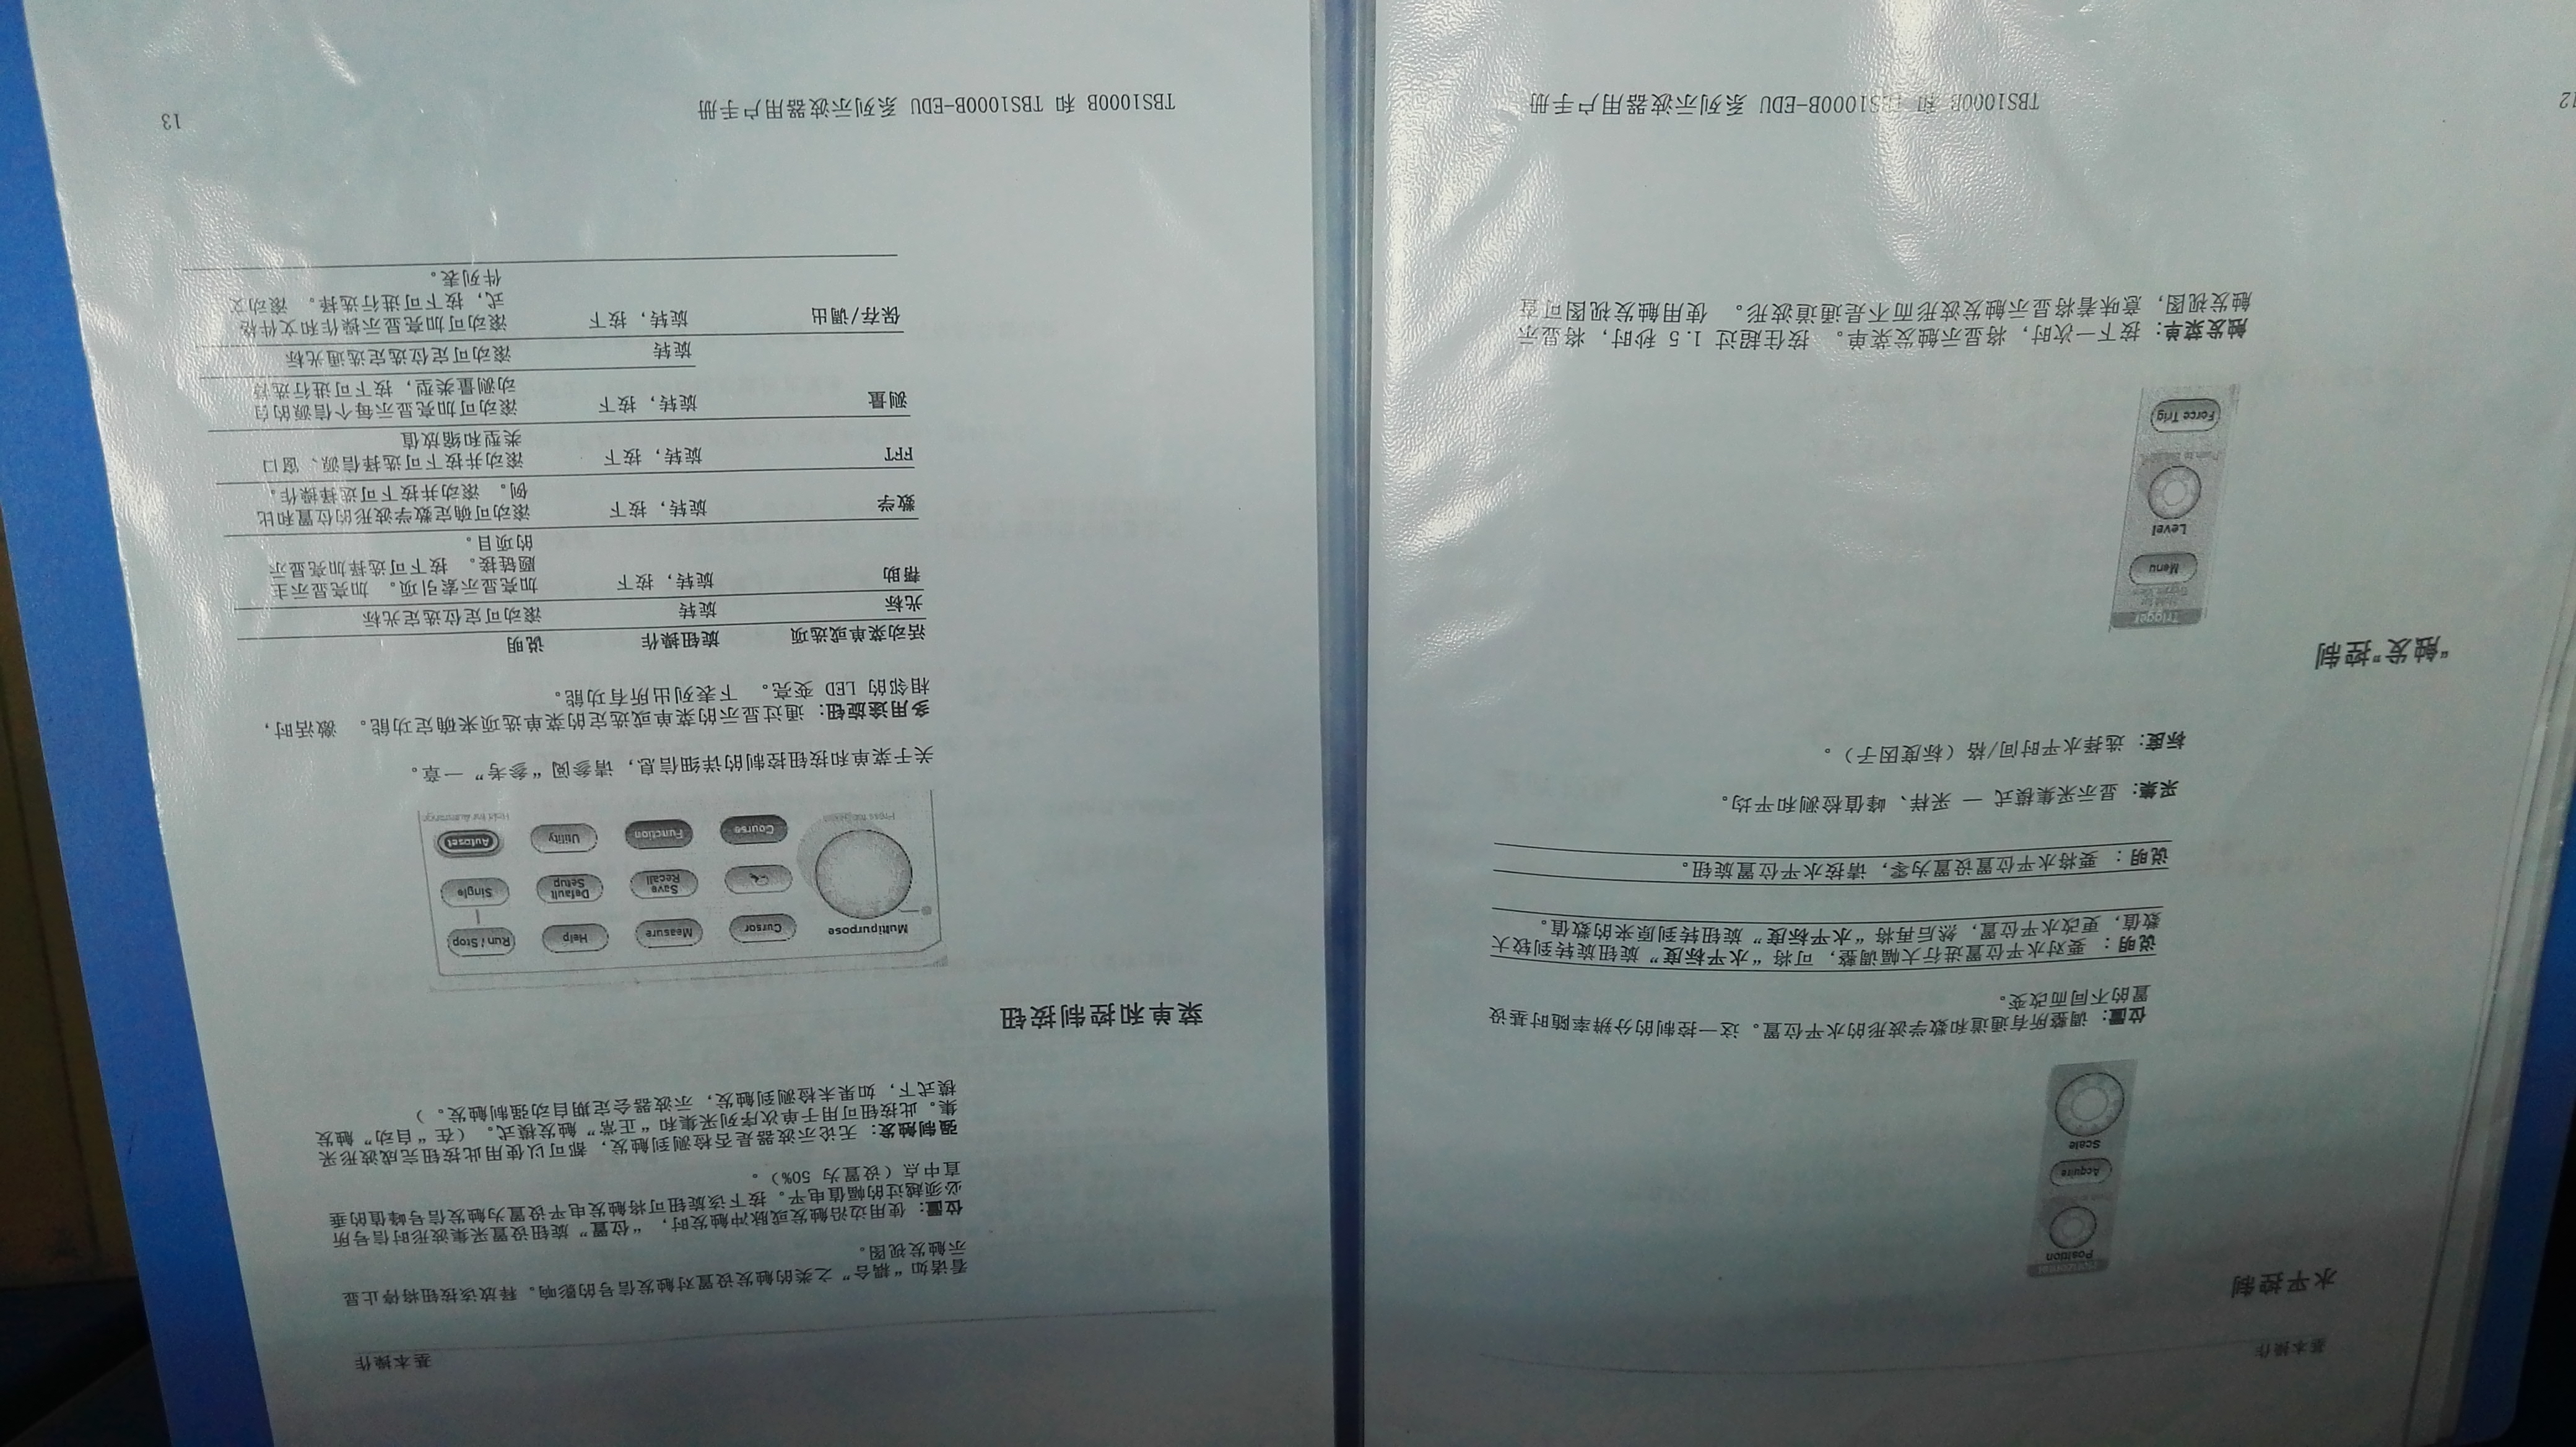 基本操作
水平控制
Horizontal
Position
Acquire
Scale
位置: 调整所有通道和数学波形的水平位置。这一控制的分辨率随时基设
置的不同而改变。
说明: 要对水平位置进行大幅调整, 可将“水平标度”旋钮旋转到较大
数值, 更改水平位置, 然后再将“水平标度”旋钮转到原来的数值。
说明: 要将水平位置设置为零, 请按水平位置旋钮。
采集: 显示采集模式 — 采样、峰值检测和平均。
标度: 选择水平时间/格 (标度因子)。
“触发”控制
Trigger
Menu
Level
Force Trig
触发菜单: 按下一次时, 将显示触发菜单。 按住超过 1.5 秒时, 将显示
触发视图, 意味着将显示触发波形而不是通道波形。 使用触发视图可查
12
TBS1000B 和 TBS1000B-EDU 系列示波器用户手册
基本操作
看诸如“耦合”之类的触发设置对触发信号的影响。释放该按钮将停止显
示触发视图。
位置: 使用边沿触发或脉冲触发时, “位置”旋钮设置采集波形时信号所
必须越过的幅值电平。按下该旋钮可将触发电平设置为触发信号峰值的垂
直中点 (设置为 50%)。
强制触发: 无论示波器是否检测到触发, 都可以使用此按钮完成波形采
集。此按钮可用于单次序列采集和“正常”触发模式。 (在“自动”触发
模式下, 如果未检测到触发, 示波器会定期自动强制触发。)
菜单和控制按钮
Multipurpose
Cursor
Measure
Help
Run / Stop
Save
Recall
Default
Setup
Single
Course
Function
Utility
Autoset
Press to Select
Hold for Autorange
关于菜单和按钮控制的详细信息, 请参阅“参考”一章。
多用途旋钮: 通过显示的菜单或选定的菜单选项来确定功能。 激活时,
相邻的 LED 变亮。 下表列出所有功能。
活动菜单或选项 旋钮操作 说明
光标 旋转 滚动可定位选定光标
帮助 旋转, 按下 加亮显示索引项。 加亮显示主
题链接。 按下可选择加亮显示
的项目。
数学 旋转, 按下 滚动可确定数学波形的位置和比
例。 滚动并按下可选择操作。
FFT 旋转, 按下 滚动并按下可选择信源、窗口
类型和缩放值
测量 旋转, 按下 滚动可加亮显示每个信源的自
动测量类型, 按下可进行选择
旋转 滚动可定位选定选通光标
保存/调出 旋转, 按下 滚动可加亮显示操作和文件格
式, 按下可进行选择。 滚动文
件列表。
TBS1000B 和 TBS1000B-EDU 系列示波器用户手册
13